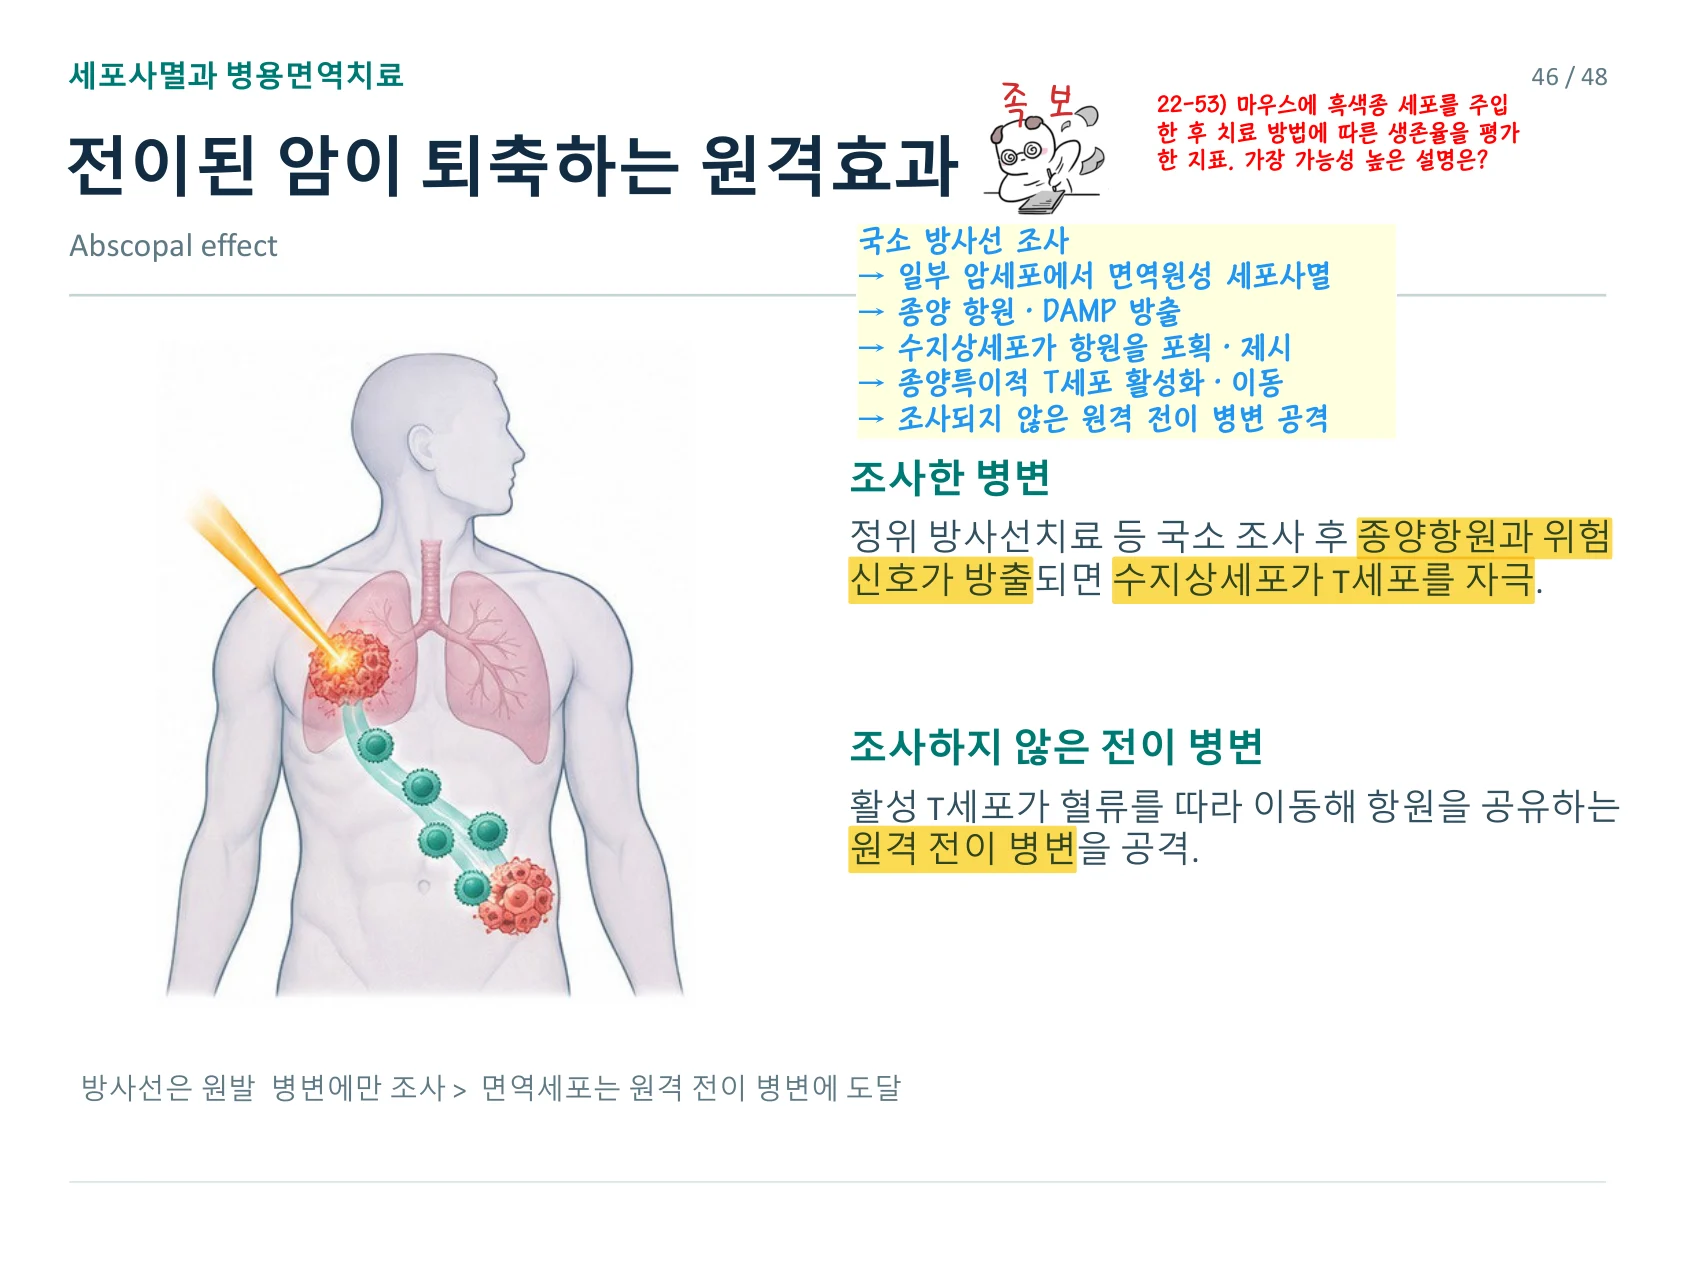 세포사멸과 병용면역치료
46 / 48
족 보
22-53) 마우스에 흑색종 세포를 주입
한 후 치료 방법에 따른 생존율을 평가
한 지표. 가장 가능성 높은 설명은?
전이된 암이 퇴축하는 원격효과
Abscopal effect
국소 방사선 조사
→ 일부 암세포에서 면역원성 세포사멸
→ 종양 항원 · DAMP 방출
→ 수지상세포가 항원을 포획 · 제시
→ 종양특이적 T세포 활성화 · 이동
→ 조사되지 않은 원격 전이 병변 공격
조사한 병변
정위 방사선치료 등 국소 조사 후 종양항원과 위험
신호가 방출되면 수지상세포가 T세포를 자극.
조사하지 않은 전이 병변
활성 T세포가 혈류를 따라 이동해 항원을 공유하는
원격 전이 병변을 공격.
방사선은 원발 병변에만 조사 > 면역세포는 원격 전이 병변에 도달